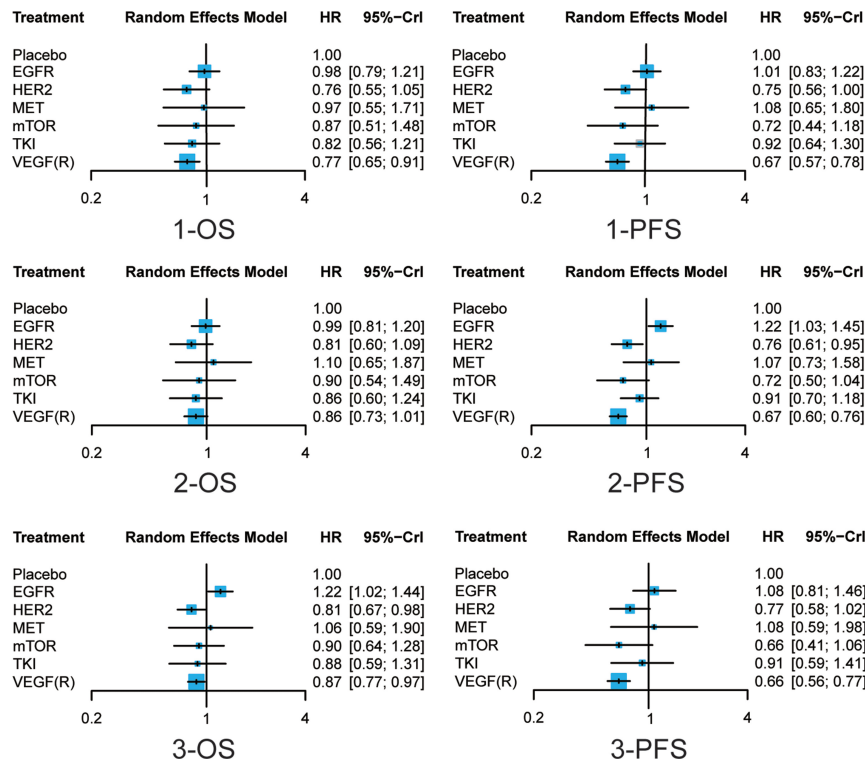 Treatment Random Effects Model HR 95%−CrI
Placebo 1.00
EGFR 0.98 [0.79; 1.21]
HER2 0.76 [0.55; 1.05]
MET 0.97 [0.55; 1.71]
mTOR 0.87 [0.51; 1.48]
TKI 0.82 [0.56; 1.21]
VEGF(R) 0.77 [0.65; 0.91]
0.2 1 4
1-OS
Treatment Random Effects Model HR 95%−CrI
Placebo 1.00
EGFR 1.01 [0.83; 1.22]
HER2 0.75 [0.56; 1.00]
MET 1.08 [0.65; 1.80]
mTOR 0.72 [0.44; 1.18]
TKI 0.92 [0.64; 1.30]
VEGF(R) 0.67 [0.57; 0.78]
0.2 1 4
1-PFS
Treatment Random Effects Model HR 95%−CrI
Placebo 1.00
EGFR 0.99 [0.81; 1.20]
HER2 0.81 [0.60; 1.09]
MET 1.10 [0.65; 1.87]
mTOR 0.90 [0.54; 1.49]
TKI 0.86 [0.60; 1.24]
VEGF(R) 0.86 [0.73; 1.01]
0.2 1 4
2-OS
Treatment Random Effects Model HR 95%−CrI
Placebo 1.00
EGFR 1.22 [1.03; 1.45]
HER2 0.76 [0.61; 0.95]
MET 1.07 [0.73; 1.58]
mTOR 0.72 [0.50; 1.04]
TKI 0.91 [0.70; 1.18]
VEGF(R) 0.67 [0.60; 0.76]
0.2 1 4
2-PFS
Treatment Random Effects Model HR 95%−CrI
Placebo 1.00
EGFR 1.22 [1.02; 1.44]
HER2 0.81 [0.67; 0.98]
MET 1.06 [0.59; 1.90]
mTOR 0.90 [0.64; 1.28]
TKI 0.88 [0.59; 1.31]
VEGF(R) 0.87 [0.77; 0.97]
0.2 1 4
3-OS
Treatment Random Effects Model HR 95%−CrI
Placebo 1.00
EGFR 1.08 [0.81; 1.46]
HER2 0.77 [0.58; 1.02]
MET 1.08 [0.59; 1.98]
mTOR 0.66 [0.41; 1.06]
TKI 0.91 [0.59; 1.41]
VEGF(R) 0.66 [0.56; 0.77]
0.2 1 4
3-PFS